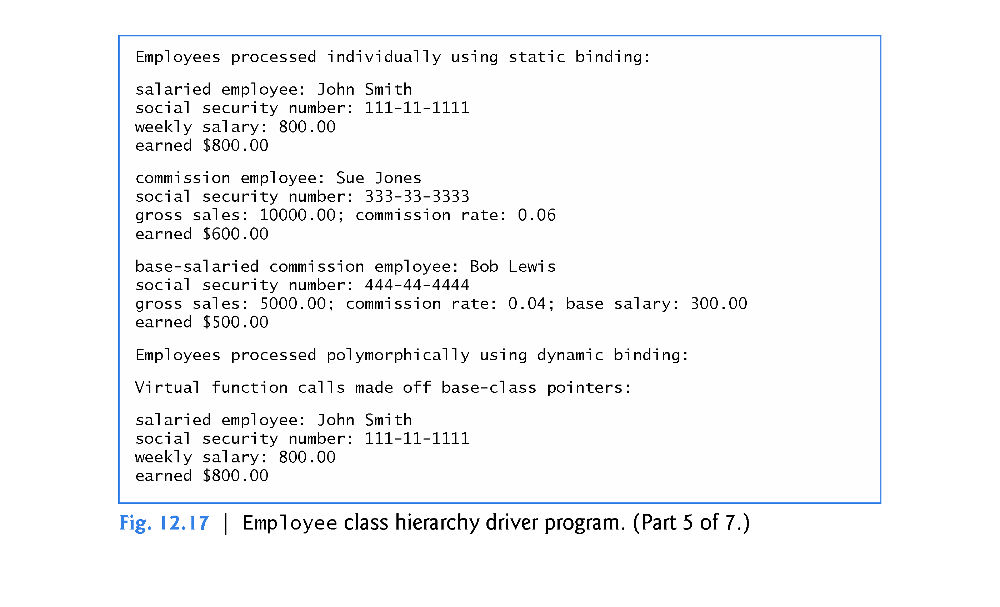 Employees processed individually using static binding:
salaried employee: John Smith
social security number: 111-11-1111
weekly salary: 800.00
earned $800.00
commission employee: Sue Jones
social security number: 333-33-3333
gross sales: 10000.00; commission rate: 0.06
earned $600.00
base-salaried commission employee: Bob Lewis
social security number: 444-44-4444
gross sales: 5000.00; commission rate: 0.04; base salary: 300.00
earned $500.00
Employees processed polymorphically using dynamic binding:
Virtual function calls made off base-class pointers:
salaried employee: John Smith
social security number: 111-11-1111
weekly salary: 800.00
earned $800.00
Fig. 12.17 | Employee class hierarchy driver program. (Part 5 of 7.)